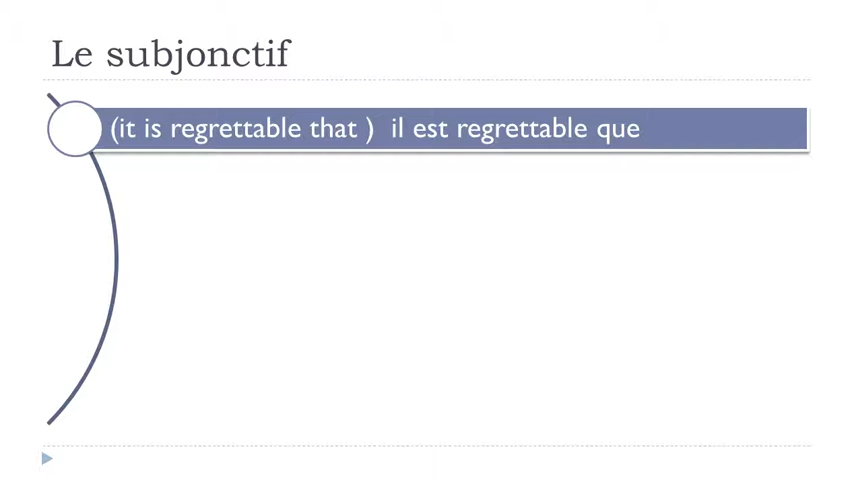 Le subjonctif
(it is regrettable that )  il est regrettable que